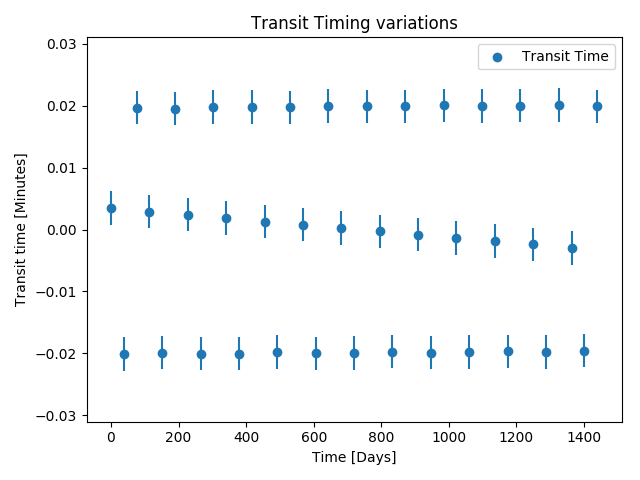 Transit Timing variations
Transit Time
Transit time [Minutes]
0.03
0.02
0.01
0.00
−0.01
−0.02
−0.03
0 200 400 600 800 1000 1200 1400
Time [Days]